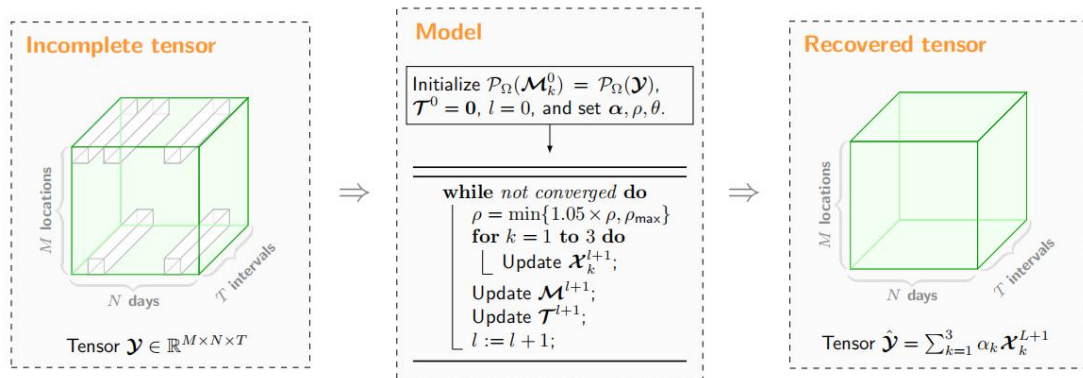 Incomplete tensor
M locations
N days
T intervals
Tensor 𝓨 ∈ ℝ^{M×N×T}
⇒
Model
Initialize 𝒫_Ω(𝓜_k^0) = 𝒫_Ω(𝓨),
𝓣^0 = 0, l = 0, and set α, ρ, θ.
while not converged do
ρ = min{1.05 × ρ, ρ_max}
for k = 1 to 3 do
Update 𝓧_k^{l+1};
Update 𝓜^{l+1};
Update 𝓣^{l+1};
l := l + 1;
⇒
Recovered tensor
M locations
N days
T intervals
Tensor 𝓨̂ = ∑_{k=1}^3 α_k 𝓧_k^{L+1}